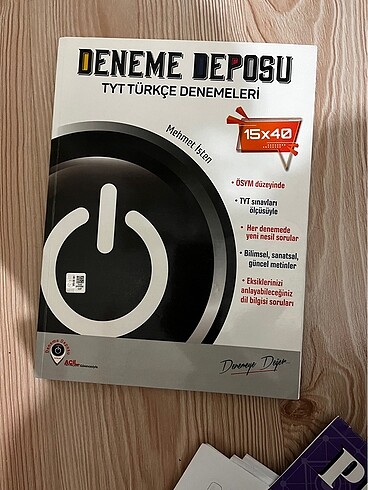 DENEME DEPOSU
TYT TÜRKÇE DENEMELERİ
15x40
Mehmet İsten
• ÖSYM düzeyinde
• TYT sınavları
ölçüsüyle
• Her denemede
yeni nesil sorular
• Bilimsel, sanatsal,
güncel metinler
• Eksiklerinizi
anlayabileceğiniz
dil bilgisi soruları
Denemeye Değer...
P